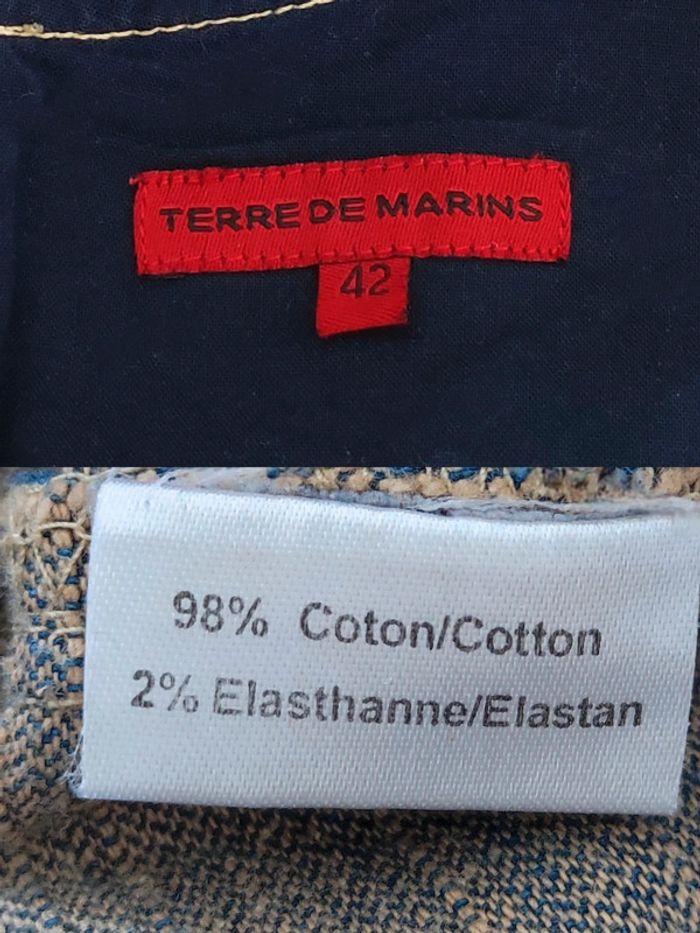 TERRE DE MARINS
42
98% Coton/Cotton
2% Elasthanne/Elastan